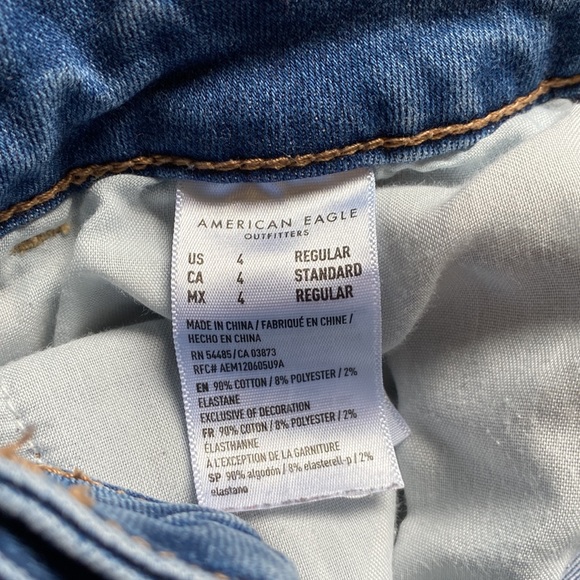 AMERICAN EAGLE
OUTFITTERS
US 4 REGULAR
CA 4 STANDARD
MX 4 REGULAR
MADE IN CHINA / FABRIQUÉ EN CHINE /
HECHO EN CHINA
RN 54485 / CA 03873
RFC# AEM120605U9A
EN 90% COTTON / 8% POLYESTER / 2%
ELASTANE
EXCLUSIVE OF DECORATION
FR 90% COTON / 8% POLYESTER / 2%
ÉLASTHANNE
À L'EXCEPTION DE LA GARNITURE
SP 90% algodón / 8% elasterell-p / 2%
elastano